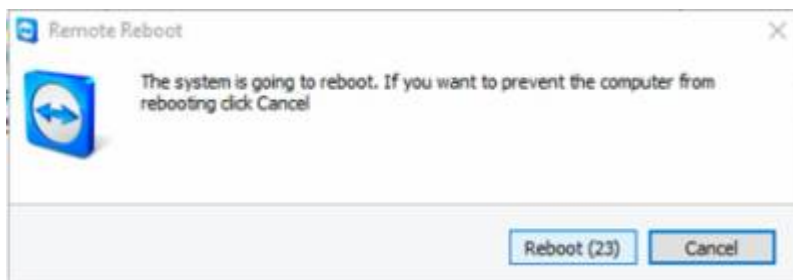 Remote Reboot
The system is going to reboot. If you want to prevent the computer from
rebooting click Cancel
Reboot (23)
Cancel